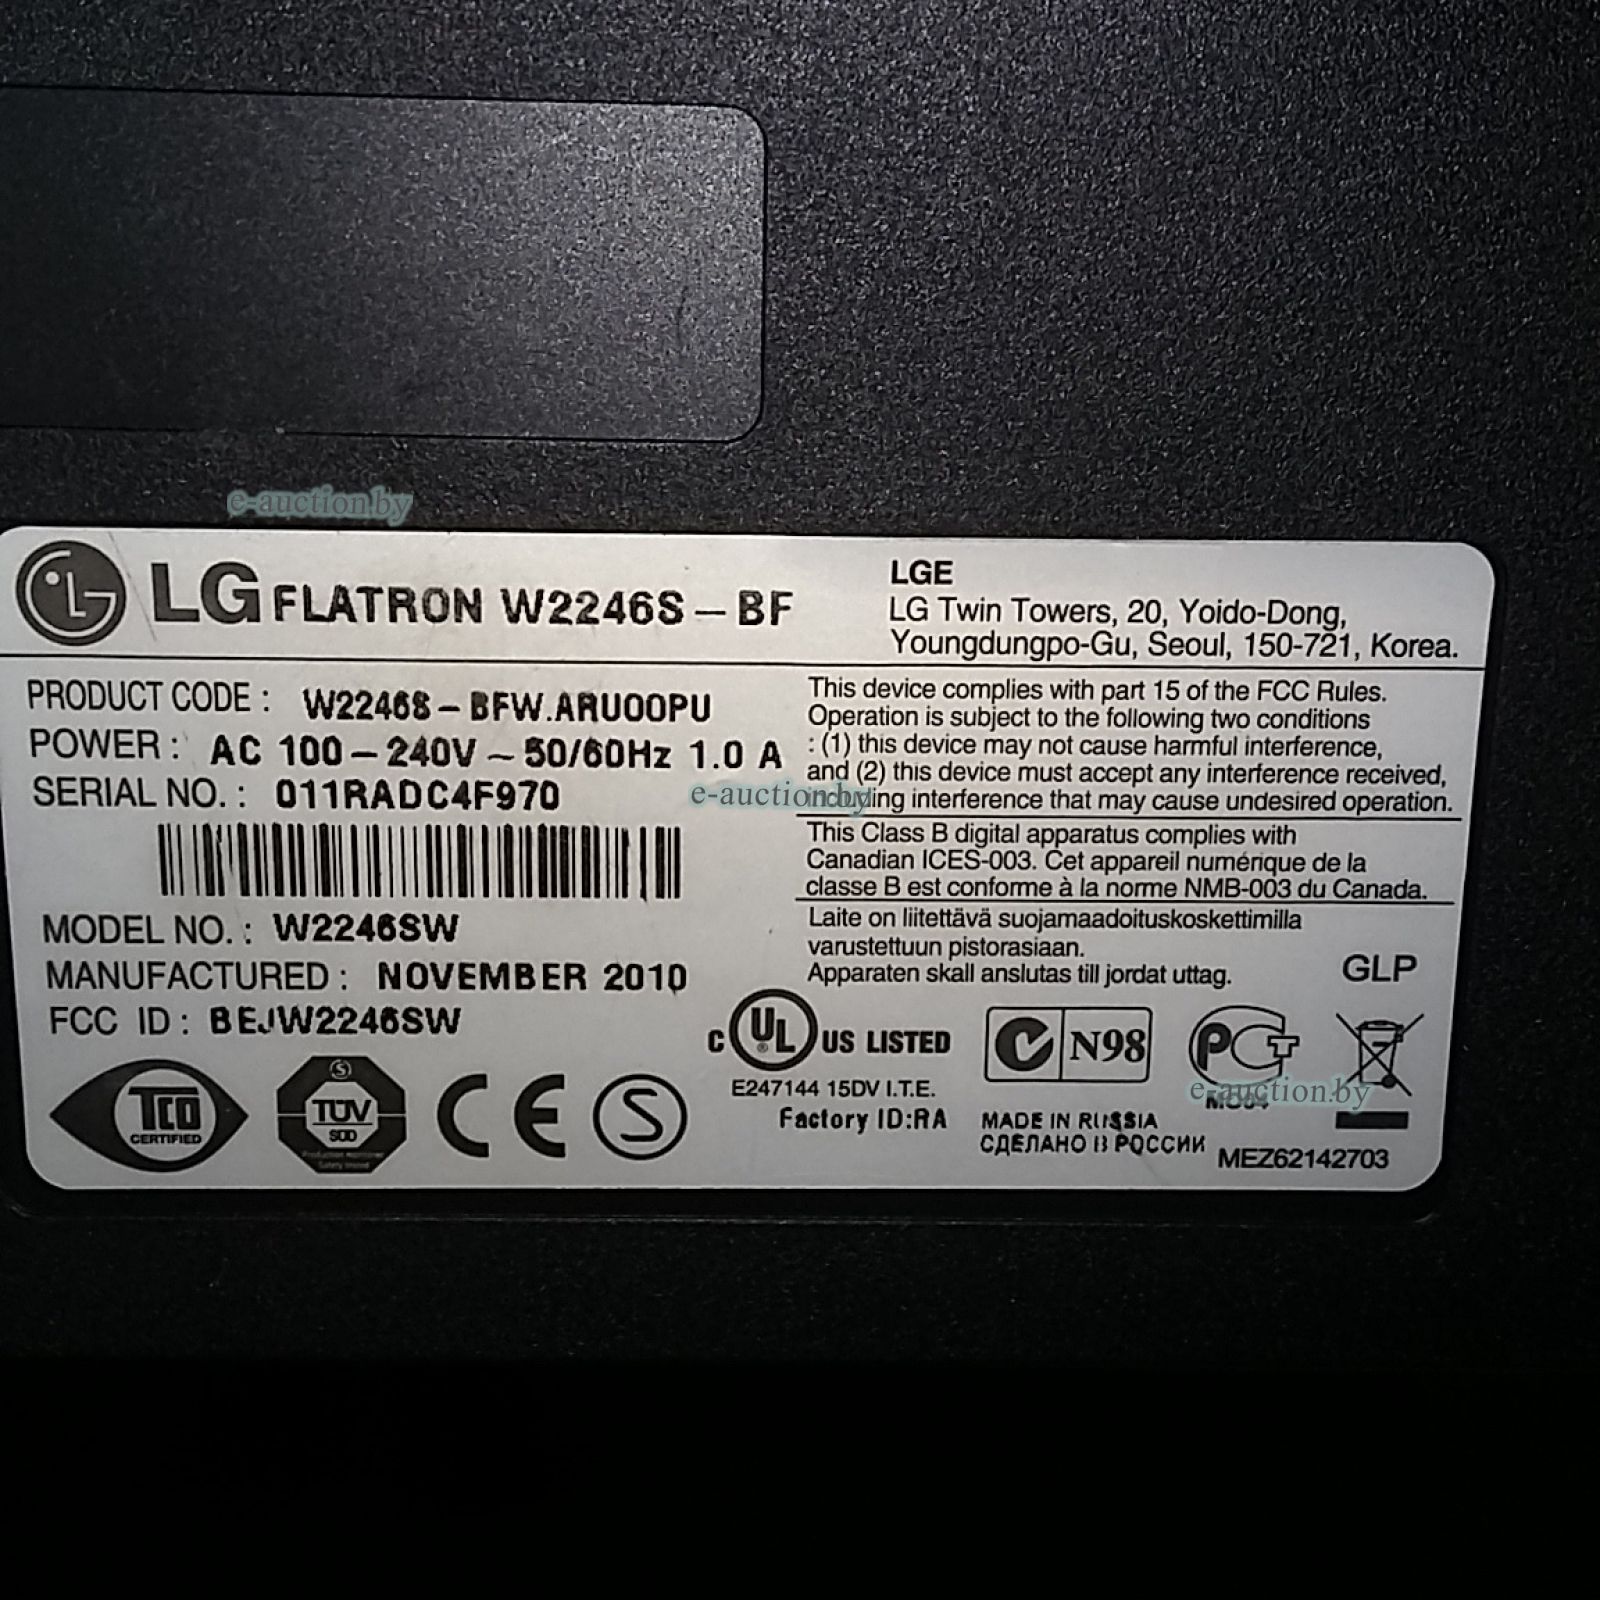 e-auction.by
LG FLATRON W2246S – BF
LGE
LG Twin Towers, 20, Yoido-Dong,
Youngdungpo-Gu, Seoul, 150-721, Korea.
PRODUCT CODE : W2246S – BFW.ARUOOPU
POWER : AC 100 – 240V ~ 50/60Hz 1.0 A
SERIAL NO. : 011RADC4F970
MODEL NO. : W2246SW
MANUFACTURED : NOVEMBER 2010
FCC ID : BEJW2246SW
This device complies with part 15 of the FCC Rules.
Operation is subject to the following two conditions
: (1) this device may not cause harmful interference,
and (2) this device must accept any interference received,
e-auction.by
including interference that may cause undesired operation.
This Class B digital apparatus complies with
Canadian ICES-003. Cet appareil numérique de la
classe B est conforme à la norme NMB-003 du Canada.
Laite on liitettävä suojamaadoituskoskettimilla
varustettuun pistorasiaan.
Apparaten skall anslutas till jordat uttag.
GLP
TCO
CERTIFIED
S
TÜV
SÜD
Production monitored
Safety tested
CE
S
C UL® US LISTED
E247144 15DV I.T.E.
Factory ID:RA
N98
MADE IN RUSSIA
СДЕЛАНО В РОССИИ
РСТ
e-auction.by
MEZ62142703